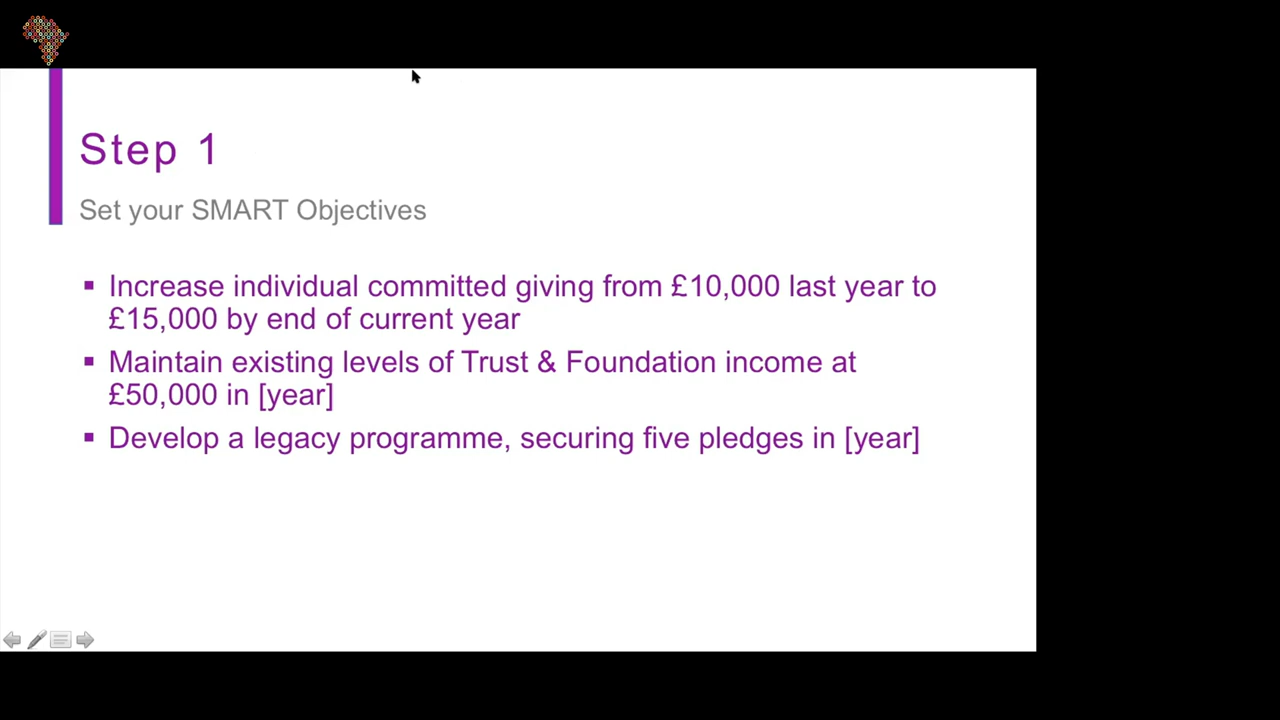 Step 1
Set your SMART Objectives
▪ Increase individual committed giving from £10,000 last year to
£15,000 by end of current year
▪ Maintain existing levels of Trust & Foundation income at
£50,000 in [year]
▪ Develop a legacy programme, securing five pledges in [year]